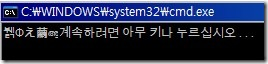 C:\WINDOWS\system32\cmd.exe
계속하려면 아무 키나 누르십시오 . . .